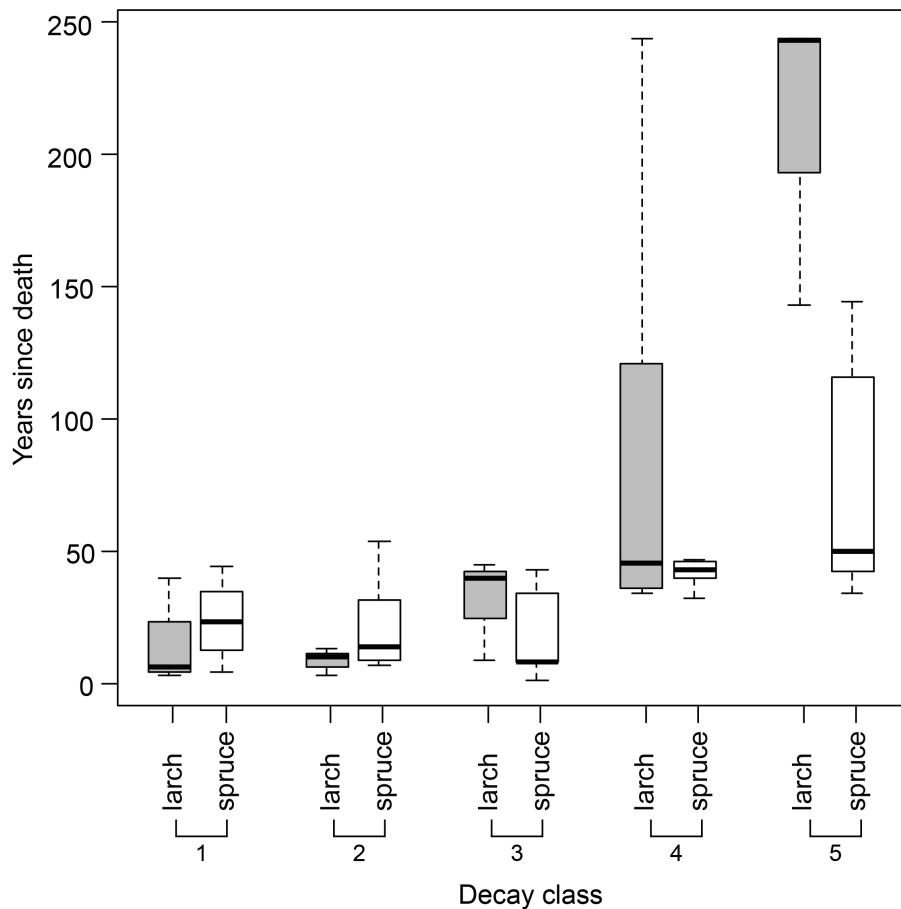 250
200
150
100
50
0
Years since death
larch spruce larch spruce larch spruce larch spruce larch spruce
1 2 3 4 5
Decay class